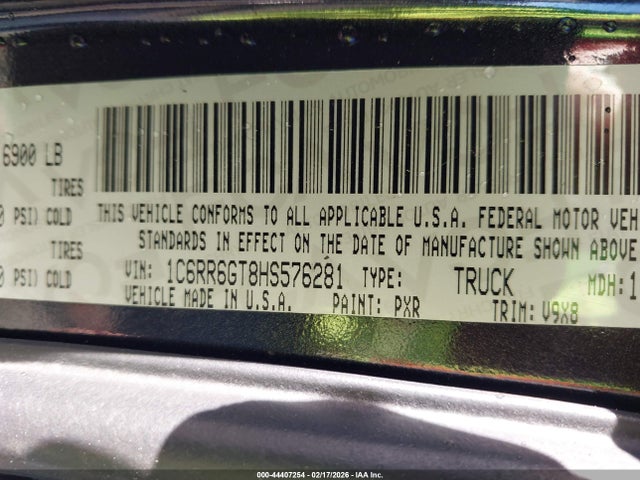 6900 LB
TIRES
PSI) COLD
THIS VEHICLE CONFORMS TO ALL APPLICABLE U.S.A. FEDERAL MOTOR VEH
STANDARDS IN EFFECT ON THE DATE OF MANUFACTURE SHOWN ABOVE
TIRES
PSI) COLD
VIN: 1C6RR6GT8HS576281 TYPE: TRUCK MDH: 1
VEHICLE MADE IN U.S.A. PAINT: PXR TRIM: V9X8
000-44407254 - 02/17/2026 - IAA Inc.